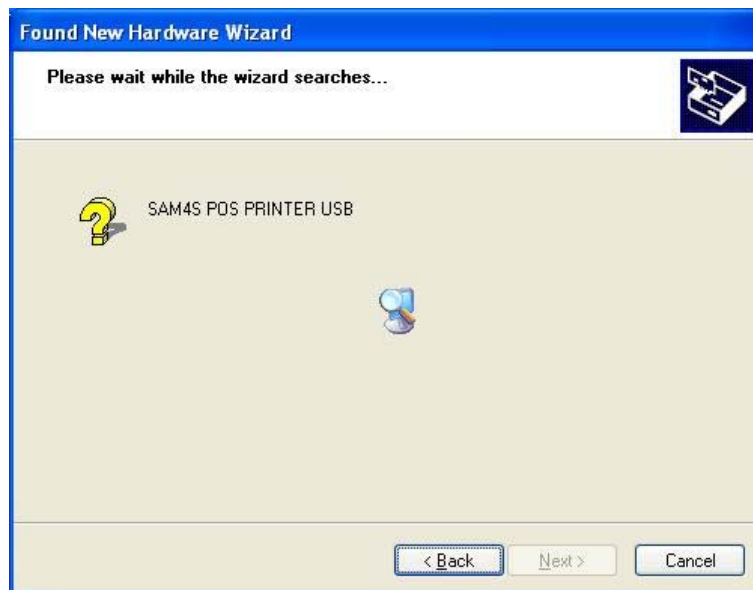 Found New Hardware Wizard
Please wait while the wizard searches...
SAM4S POS PRINTER USB
< Back
Next >
Cancel